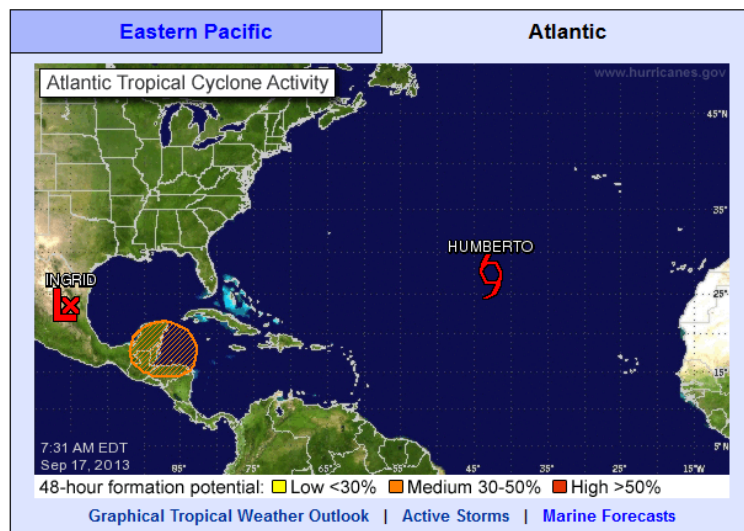 Eastern Pacific
Atlantic
Atlantic Tropical Cyclone Activity
www.hurricanes.gov
45°N
35°
HUMBERTO
INGRID
25°
15°
7:31 AM EDT
Sep 17, 2013
95° 85° 75° 65° 55° 45° 35° 25° 15°W
5°N
48-hour formation potential: Low <30% Medium 30-50% High >50%
Graphical Tropical Weather Outlook | Active Storms | Marine Forecasts